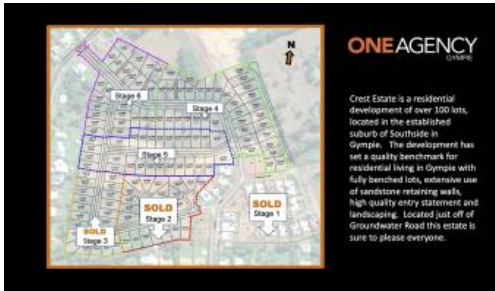 N
ONEAGENCY
GYMPIE
Stage 6
Stage 4
Stage 5
SOLD
Stage 3
SOLD
Stage 2
SOLD
Stage 1
Crest Estate is a residential
development of over 100 lots,
located in the established
suburb of Southside in
Gympie. The development has
set a quality benchmark for
residential living in Gympie with
fully benched lots, extensive use
of sandstone retaining walls,
high quality entry statement and
landscaping. Located just off of
Groundwater Road this estate is
sure to please everyone.